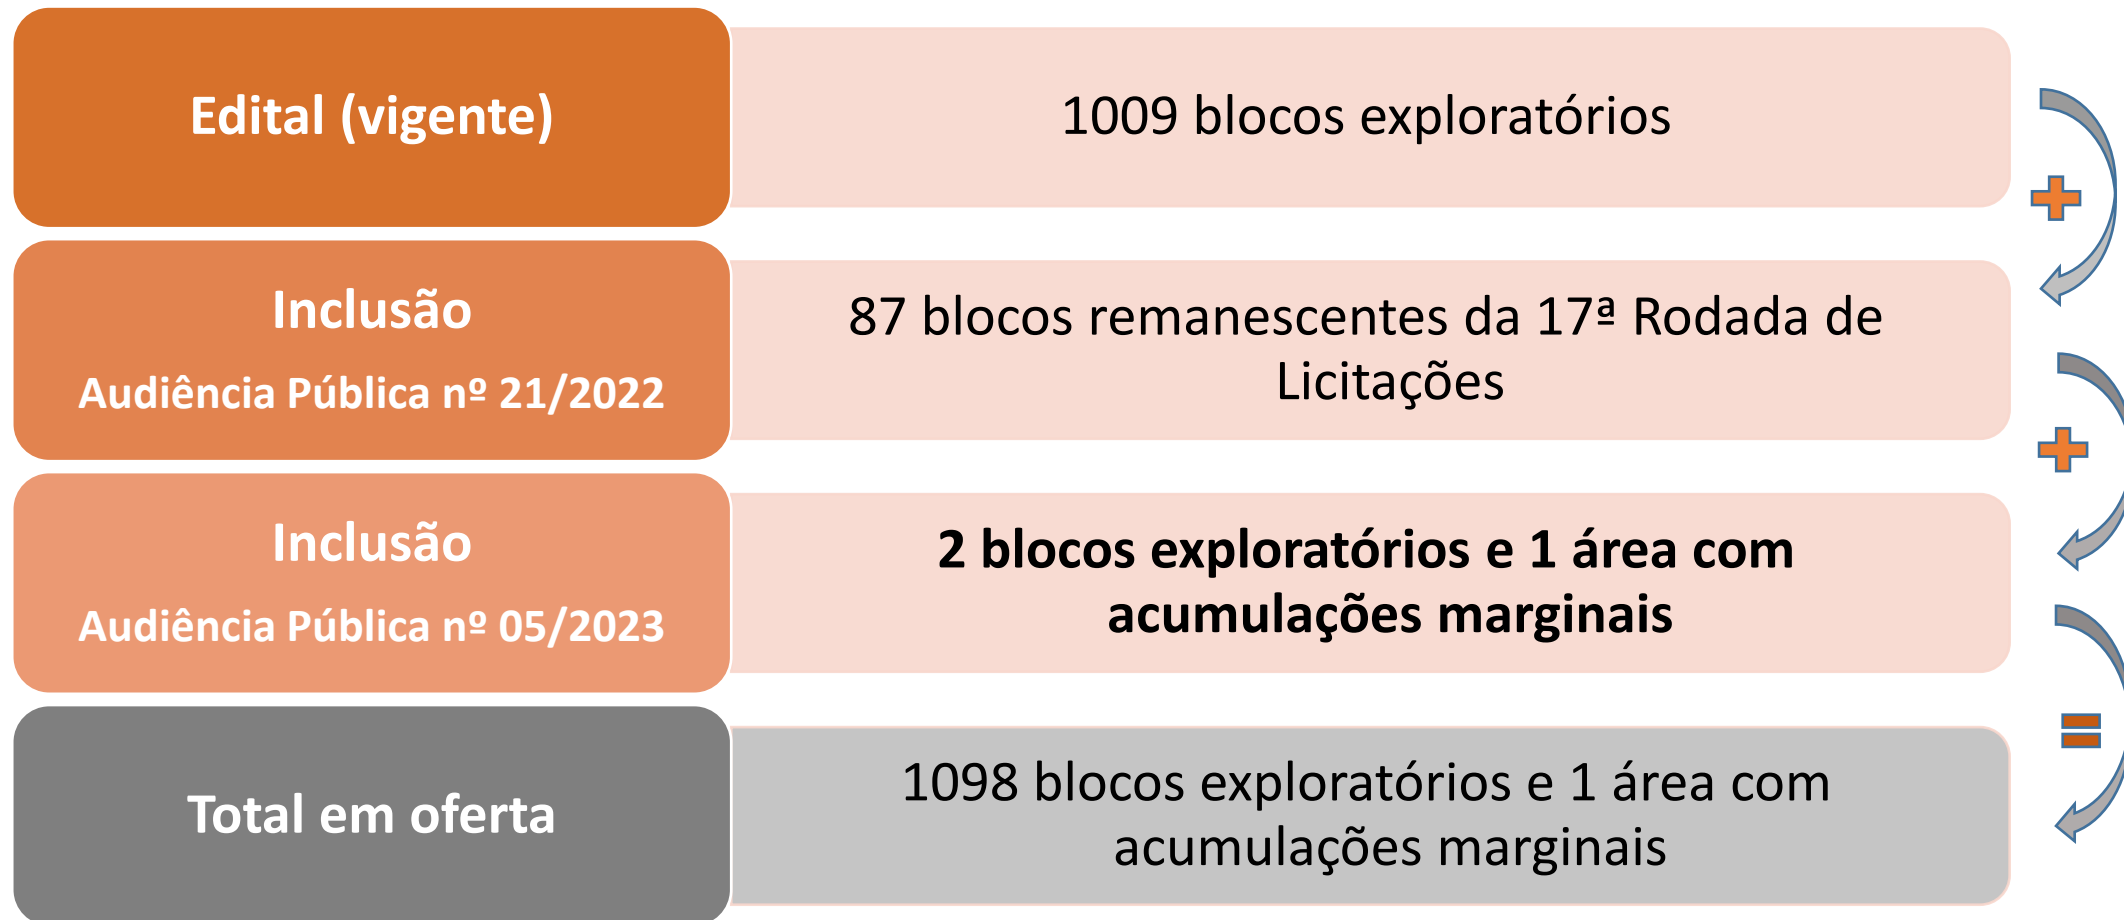 Edital (vigente)
1009 blocos exploratórios
Inclusão
Audiência Pública nº 21/2022
87 blocos remanescentes da 17ª Rodada de
Licitações
Inclusão
Audiência Pública nº 05/2023
2 blocos exploratórios e 1 área com
acumulações marginais
Total em oferta
1098 blocos exploratórios e 1 área com
acumulações marginais